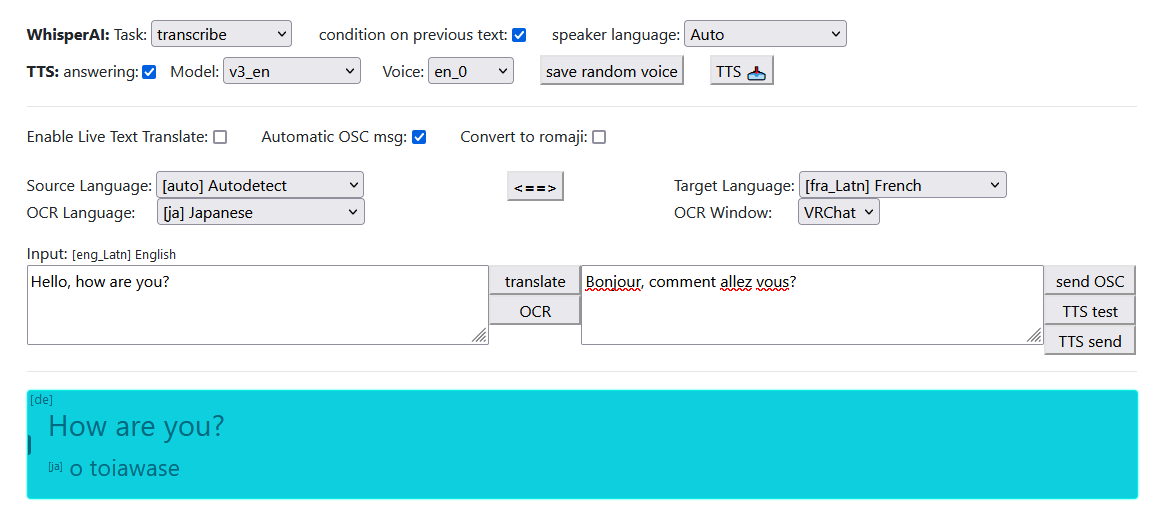 WhisperAI: Task: transcribe condition on previous text: speaker language: Auto
TTS: answering: Model: v3_en Voice: en_0 save random voice TTS 📥
Enable Live Text Translate: Automatic OSC msg: Convert to romaji:
Source Language: [auto] Autodetect <==> Target Language: [fra_Latn] French
OCR Language: [ja] Japanese OCR Window: VRChat
Input: [eng_Latn] English
Hello, how are you? translate Bonjour, comment allez vous? send OSC
OCR TTS test
TTS send
[de]
How are you?
[ja] o toiawase